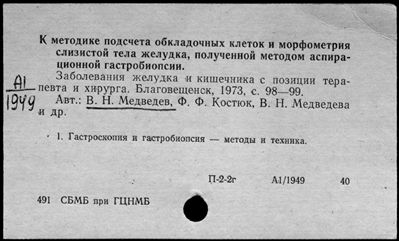 К методике подсчета обкладочных клеток и морфометрия
слизистой тела желудка, полученной методом аспира-
ционной гастробиопсии.
Заболевания желудка и кишечника с позиции тера-
певта и хирурга. Благовещенск, 1973, с. 98—99.
Авт.: В. Н. Медведев, Ф. Ф. Костюк, В. Н. Медведева
и др.
А1
1949
1. Гастроскопия и гастробиопсия — методы и техника.
П-2-2г А1/1949 40
491 СБМБ при ГЦНМБ